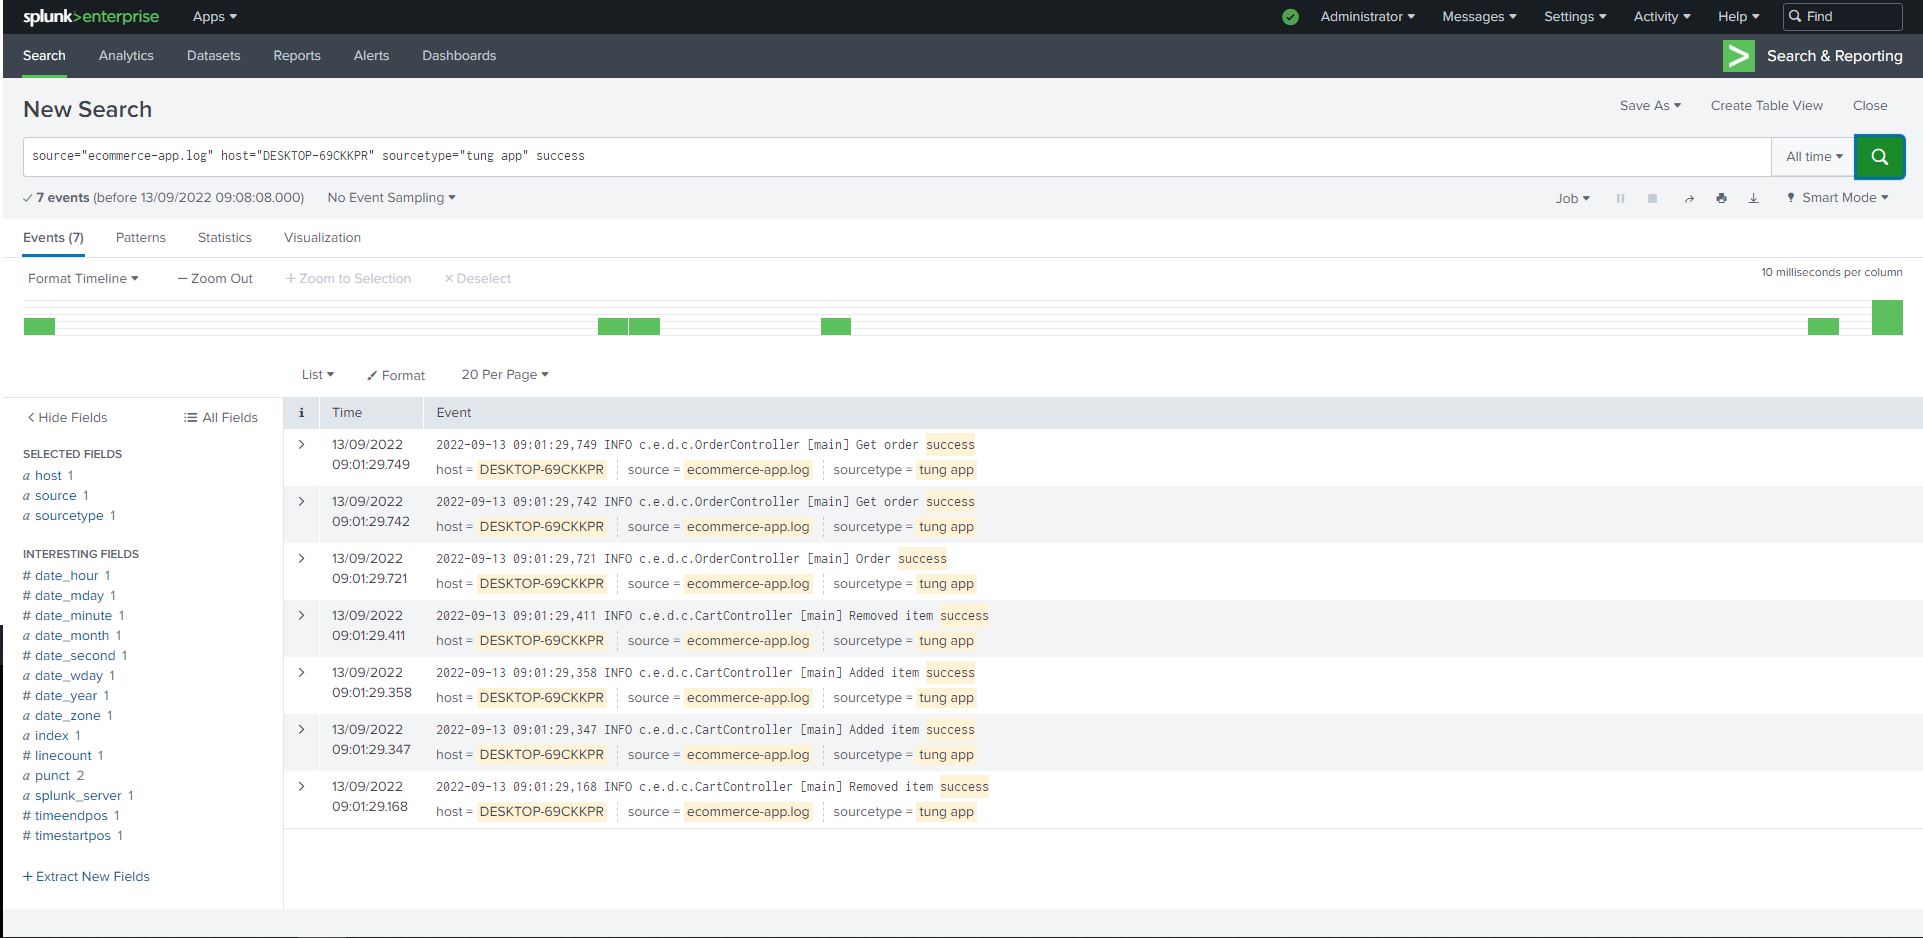 splunk>enterprise Apps Administrator Messages Settings Activity Help Find
Search Analytics Datasets Reports Alerts Dashboards Search & Reporting
New Search Save As Create Table View Close
source="ecommerce-app.log" host="DESKTOP-69CKKPR" sourcetype="tung app" success All time
7 events (before 13/09/2022 09:08:08.000) No Event Sampling Job Smart Mode
Events (7) Patterns Statistics Visualization
Format Timeline — Zoom Out + Zoom to Selection × Deselect 10 milliseconds per column
List Format 20 Per Page
< Hide Fields All Fields
SELECTED FIELDS
a host 1
a source 1
a sourcetype 1
INTERESTING FIELDS
# date_hour 1
# date_mday 1
# date_minute 1
a date_month 1
# date_second 1
a date_wday 1
# date_year 1
a date_zone 1
a index 1
# linecount 1
a punct 2
a splunk_server 1
# timeendpos 1
# timestartpos 1
+ Extract New Fields
i Time Event
13/09/2022 2022-09-13 09:01:29,749 INFO c.e.d.c.OrderController [main] Get order success
09:01:29.749 host = DESKTOP-69CKKPR source = ecommerce-app.log sourcetype = tung app
13/09/2022 2022-09-13 09:01:29,742 INFO c.e.d.c.OrderController [main] Get order success
09:01:29.742 host = DESKTOP-69CKKPR source = ecommerce-app.log sourcetype = tung app
13/09/2022 2022-09-13 09:01:29,721 INFO c.e.d.c.OrderController [main] Order success
09:01:29.721 host = DESKTOP-69CKKPR source = ecommerce-app.log sourcetype = tung app
13/09/2022 2022-09-13 09:01:29,411 INFO c.e.d.c.CartController [main] Removed item success
09:01:29.411 host = DESKTOP-69CKKPR source = ecommerce-app.log sourcetype = tung app
13/09/2022 2022-09-13 09:01:29,358 INFO c.e.d.c.CartController [main] Added item success
09:01:29.358 host = DESKTOP-69CKKPR source = ecommerce-app.log sourcetype = tung app
13/09/2022 2022-09-13 09:01:29,347 INFO c.e.d.c.CartController [main] Added item success
09:01:29.347 host = DESKTOP-69CKKPR source = ecommerce-app.log sourcetype = tung app
13/09/2022 2022-09-13 09:01:29,168 INFO c.e.d.c.CartController [main] Removed item success
09:01:29.168 host = DESKTOP-69CKKPR source = ecommerce-app.log sourcetype = tung app